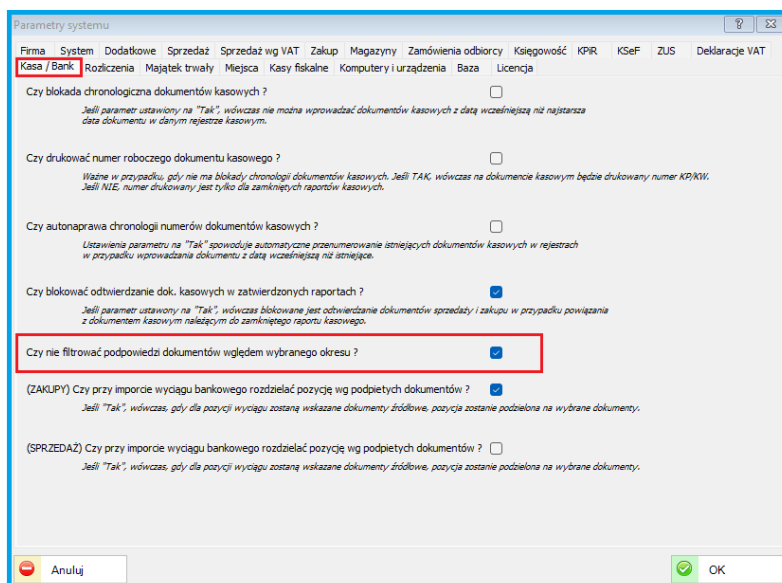 Parametry systemu
Firma System Dodatkowe Sprzedaż Sprzedaż wg VAT Zakup Magazyny Zamówienia odbiorcy Księgowość KPiR KSeF ZUS Deklaracje VAT
Kasa / Bank Rozliczenia Majątek trwały Miejsca Kasy fiskalne Komputery i urządzenia Baza Licencja
Czy blokada chronologiczna dokumentów kasowych ?
Jeśli parametr ustawiony na "Tak", wówczas nie można wprowadzać dokumentów kasowych z datą wcześniejszą niż najstarsza
data dokumentu w danym rejestrze kasowym.
Czy drukować numer roboczego dokumentu kasowego ?
Ważne w przypadku, gdy nie ma blokady chronologii dokumentów kasowych. Jeśli TAK, wówczas na dokumencie kasowym będzie drukowany numer KP/KW.
Jeśli NIE, numer drukowany jest tylko dla zamkniętych raportów kasowych.
Czy autonaprawa chronologii numerów dokumentów kasowych ?
Ustawienia parametru na "Tak" spowoduje automatyczne przenumerowanie istniejących dokumentów kasowych w rejestrach
w przypadku wprowadzania dokumentu z datą wcześniejszą niż istniejące.
Czy blokować odtwierdzanie dok. kasowych w zatwierdzonych raportach ?
Jeśli parametr ustawony na "Tak", wówczas blokowane jest odtwierdzanie dokumentów sprzedaży i zakupu w przypadku powiązania
z dokumentem kasowym należącym do zamkniętego raportu kasowego.
Czy nie filtrować podpowiedzi dokumentów względem wybranego okresu ?
(ZAKUPY) Czy przy imporcie wyciągu bankowego rozdzielać pozycję wg podpietych dokumentów ?
Jeśli "Tak", wówczas, gdy dla pozycji wyciągu zostaną wskazane dokumenty źródłowe, pozycja zostanie podzielona na wybrane dokumenty.
(SPRZEDAŻ) Czy przy imporcie wyciągu bankowego rozdzielać pozycję wg podpietych dokumentów ?
Jeśli "Tak", wówczas, gdy dla pozycji wyciągu zostaną wskazane dokumenty źródłowe, pozycja zostanie podzielona na wybrane dokumenty.
Anuluj OK